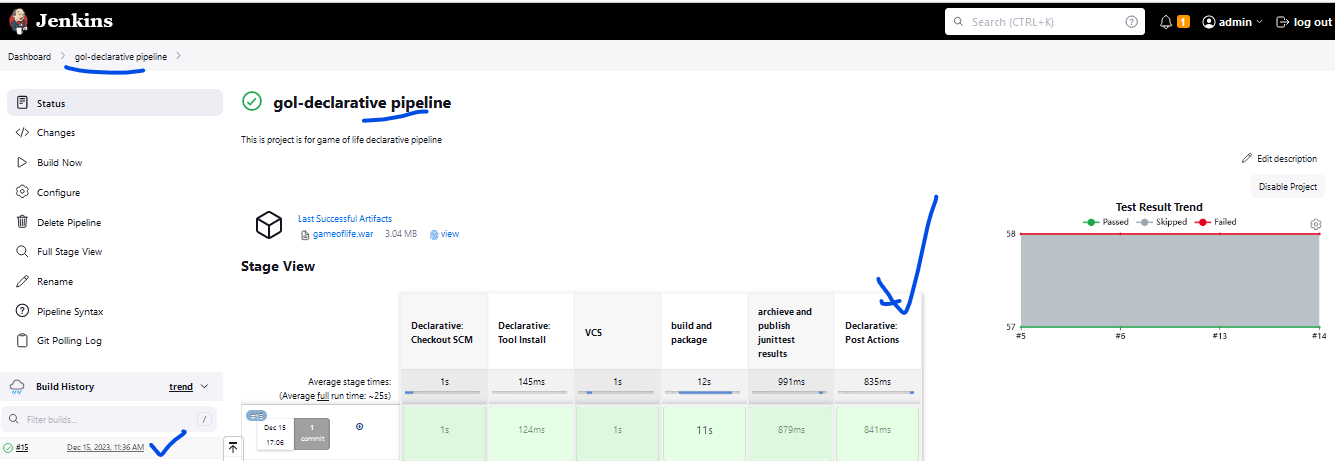 Jenkins
Search (CTRL+K)
1
admin
log out
Dashboard
gol-declarative pipeline
Status
Changes
Build Now
Configure
Delete Pipeline
Full Stage View
Rename
Pipeline Syntax
Git Polling Log
Build History
trend
Filter builds...
/
#15
Dec 15, 2023, 11:36 AM
gol-declarative pipeline
This is project is for game of life declarative pipeline
Edit description
Disable Project
Last Successful Artifacts
gameoflife.war 3.04 MB view
Stage View
Declarative:
Checkout SCM
Declarative:
Tool Install
VCS
build and
package
archieve and
publish
junittest
results
Declarative:
Post Actions
Average stage times:
(Average full run time: ~25s)
1s 145ms 1s 12s 991ms 835ms
#15
Dec 15
17:06
1
commit
1s 124ms 1s 11s 879ms 841ms
Test Result Trend
Passed Skipped Failed
58
57
#5 #6 #13 #14